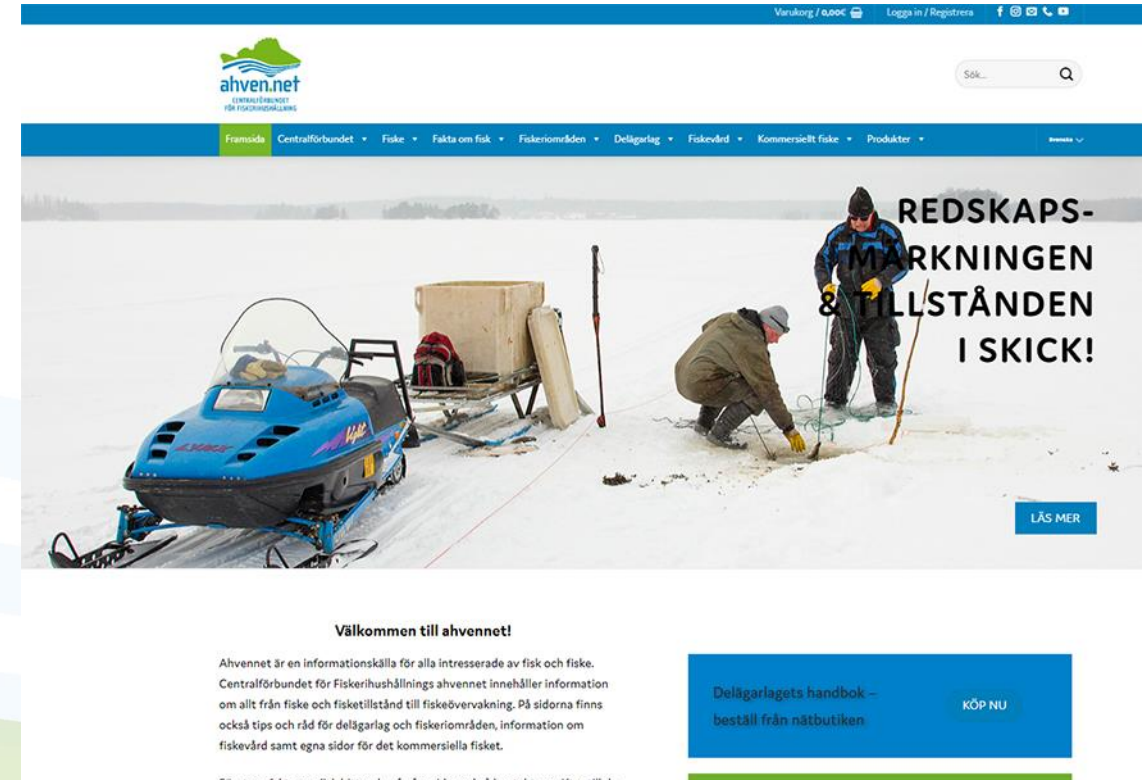 Varukorg / 0,00€ Logga in / Registrera
ahven.net
CENTRALFÖRBUNDET
FÖR FISKERIHUSHÅLLNING
Sök...
Framsida Centralförbundet Fiske Fakta om fisk Fiskeriområden Delägarlag Fiskevård Kommersiellt fiske Produkter Svenska
REDSKAPS-
MÄRKNINGEN
& TILLSTÅNDEN
I SKICK!
Light
LÄS MER
Välkommen till ahvennet!
Ahvennet är en informationskälla för alla intresserade av fisk och fiske.
Centralförbundet för Fiskerihushållnings ahvennet innehåller information
om allt från fiske och fisketillstånd till fiskeövervakning. På sidorna finns
också tips och råd för delägarlag och fiskeriområden, information om
fiskevård samt egna sidor för det kommersiella fisket.
Delägarlagets handbok –
beställ från nätbutiken
KÖP NU